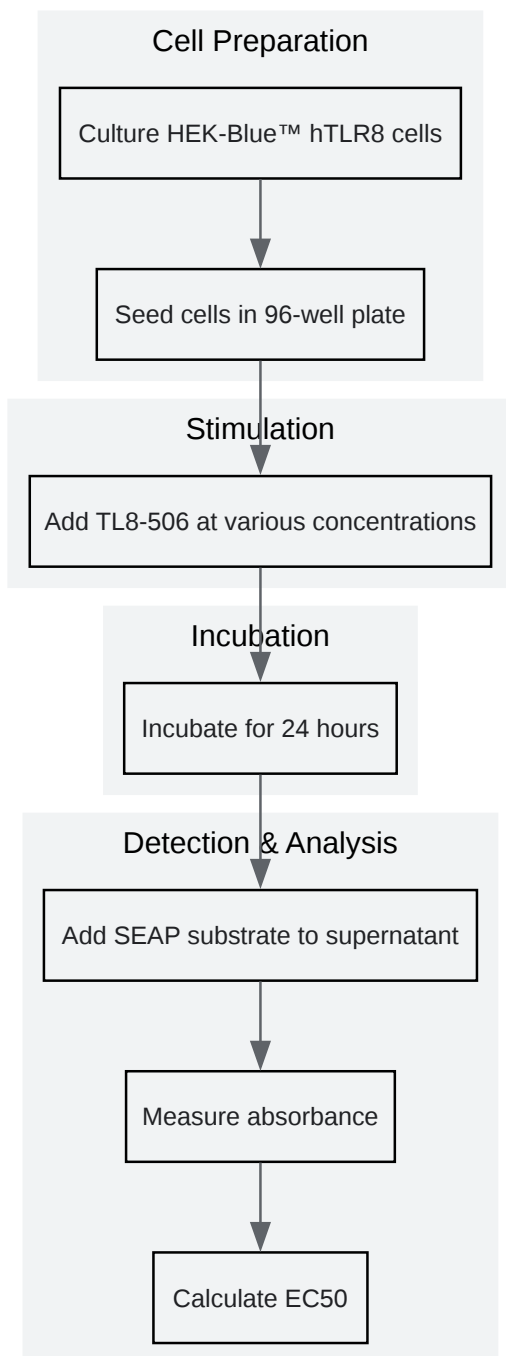 Cell Preparation
Culture HEK-Blue™ hTLR8 cells
Seed cells in 96-well plate
Stimulation
Add TL8-506 at various concentrations
Incubation
Incubate for 24 hours
Detection & Analysis
Add SEAP substrate to supernatant
Measure absorbance
Calculate EC50